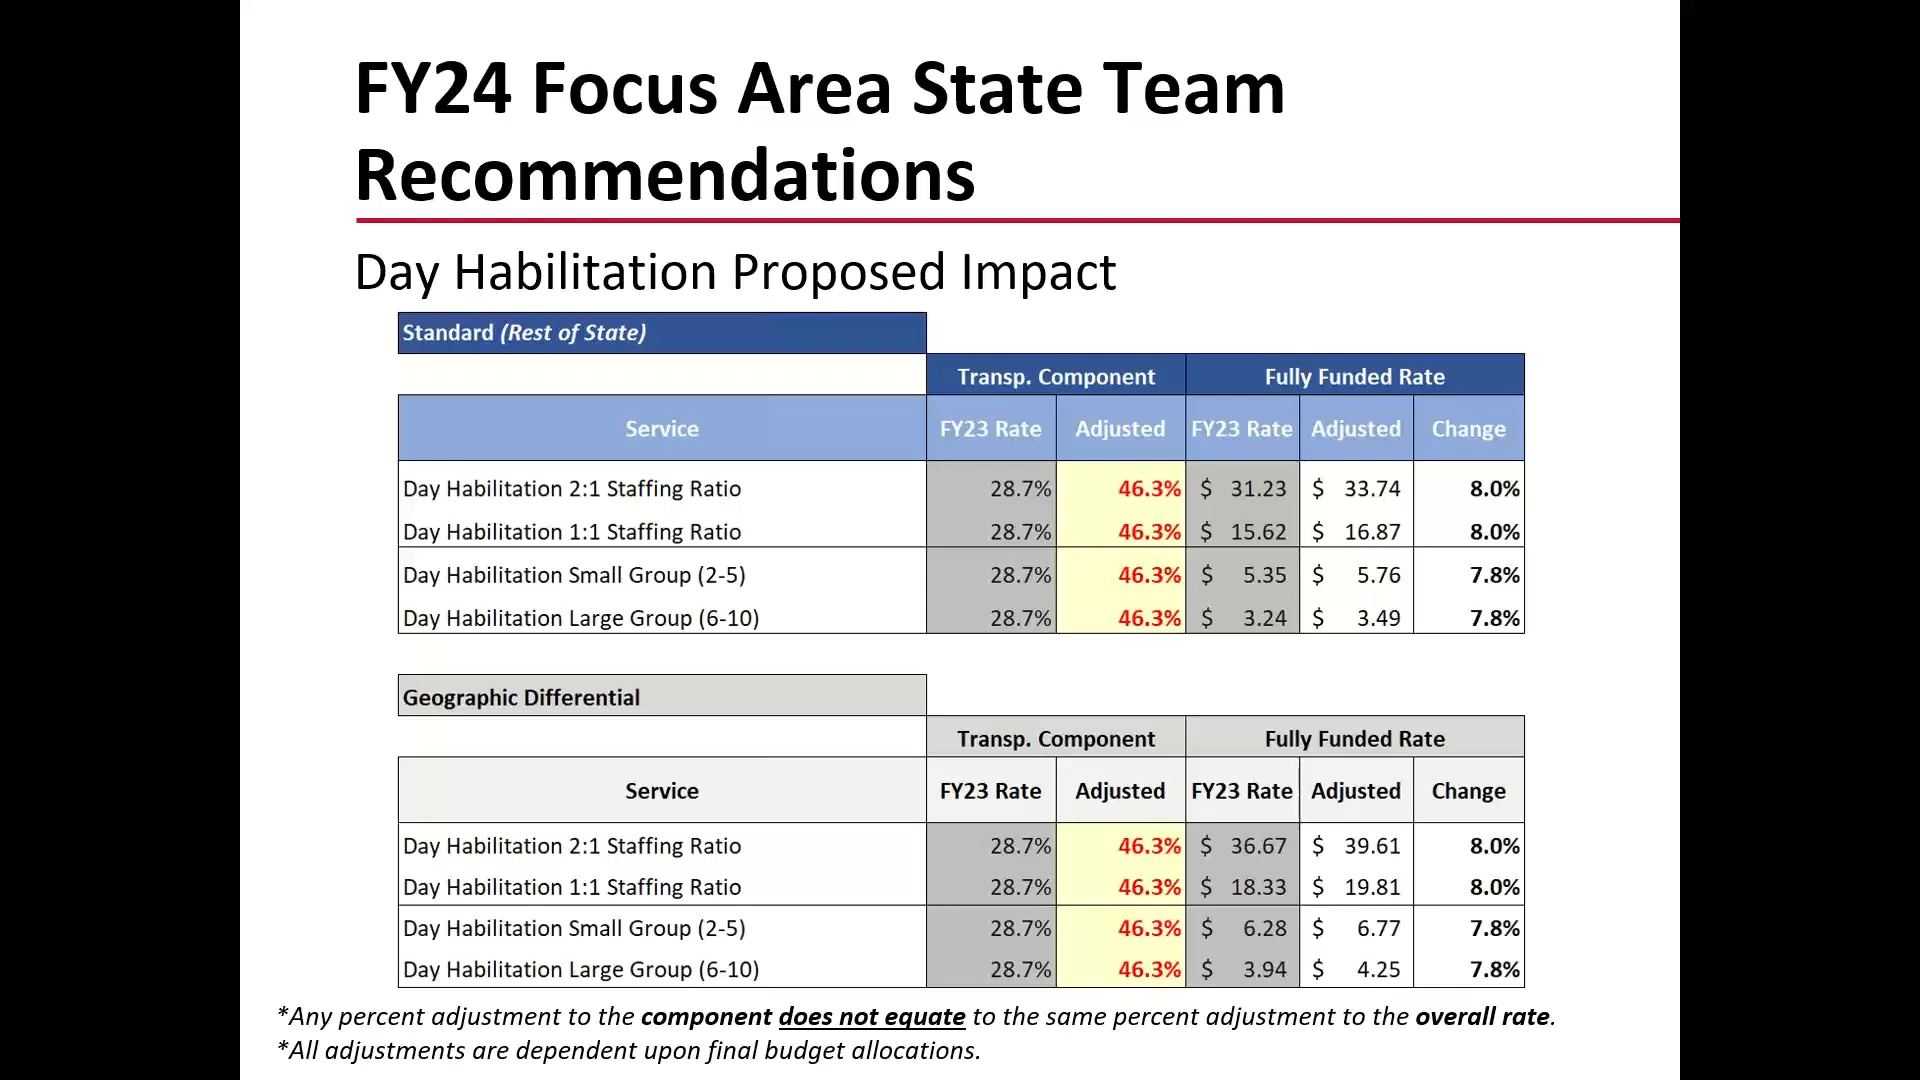 FY24 Focus Area State Team
Recommendations
Day Habilitation Proposed Impact
Standard (Rest of State)
Transp. Component Fully Funded Rate
Service FY23 Rate Adjusted FY23 Rate Adjusted Change
Day Habilitation 2:1 Staffing Ratio 28.7% 46.3% $ 31.23 $ 33.74 8.0%
Day Habilitation 1:1 Staffing Ratio 28.7% 46.3% $ 15.62 $ 16.87 8.0%
Day Habilitation Small Group (2-5) 28.7% 46.3% $ 5.35 $ 5.76 7.8%
Day Habilitation Large Group (6-10) 28.7% 46.3% $ 3.24 $ 3.49 7.8%
Geographic Differential
Transp. Component Fully Funded Rate
Service FY23 Rate Adjusted FY23 Rate Adjusted Change
Day Habilitation 2:1 Staffing Ratio 28.7% 46.3% $ 36.67 $ 39.61 8.0%
Day Habilitation 1:1 Staffing Ratio 28.7% 46.3% $ 18.33 $ 19.81 8.0%
Day Habilitation Small Group (2-5) 28.7% 46.3% $ 6.28 $ 6.77 7.8%
Day Habilitation Large Group (6-10) 28.7% 46.3% $ 3.94 $ 4.25 7.8%
*Any percent adjustment to the component does not equate to the same percent adjustment to the overall rate.
*All adjustments are dependent upon final budget allocations.